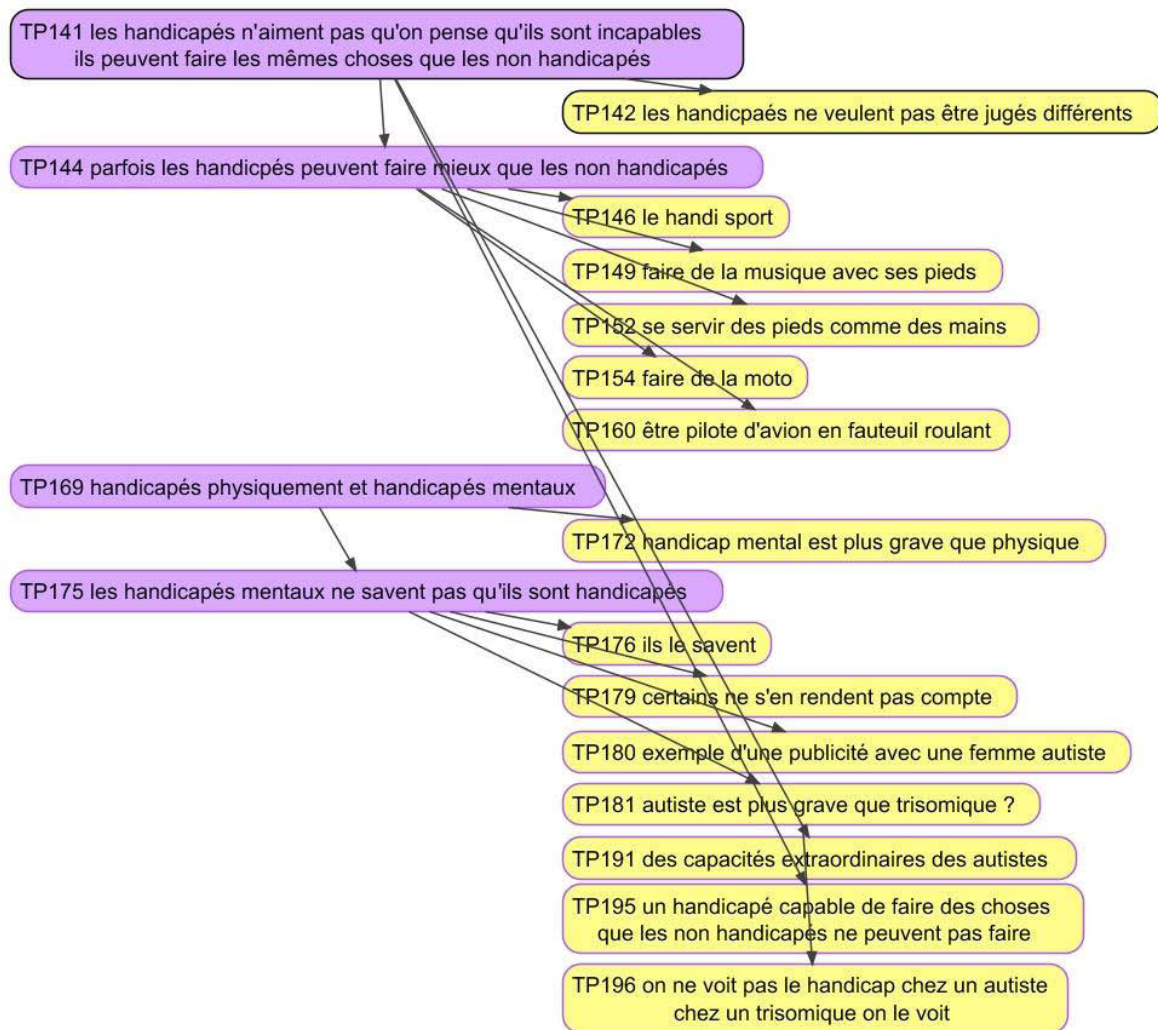 TP141 les handicapés n'aiment pas qu'on pense qu'ils sont incapables
ils peuvent faire les mêmes choses que les non handicapés
TP142 les handicpaés ne veulent pas être jugés différents
TP144 parfois les handicpés peuvent faire mieux que les non handicapés
TP146 le handi sport
TP149 faire de la musique avec ses pieds
TP152 se servir des pieds comme des mains
TP154 faire de la moto
TP160 être pilote d'avion en fauteuil roulant
TP169 handicapés physiquement et handicapés mentaux
TP172 handicap mental est plus grave que physique
TP175 les handicapés mentaux ne savent pas qu'ils sont handicapés
TP176 ils le savent
TP179 certains ne s'en rendent pas compte
TP180 exemple d'une publicité avec une femme autiste
TP181 autiste est plus grave que trisomique ?
TP191 des capacités extraordinaires des autistes
TP195 un handicapé capable de faire des choses
que les non handicapés ne peuvent pas faire
TP196 on ne voit pas le handicap chez un autiste
chez un trisomique on le voit